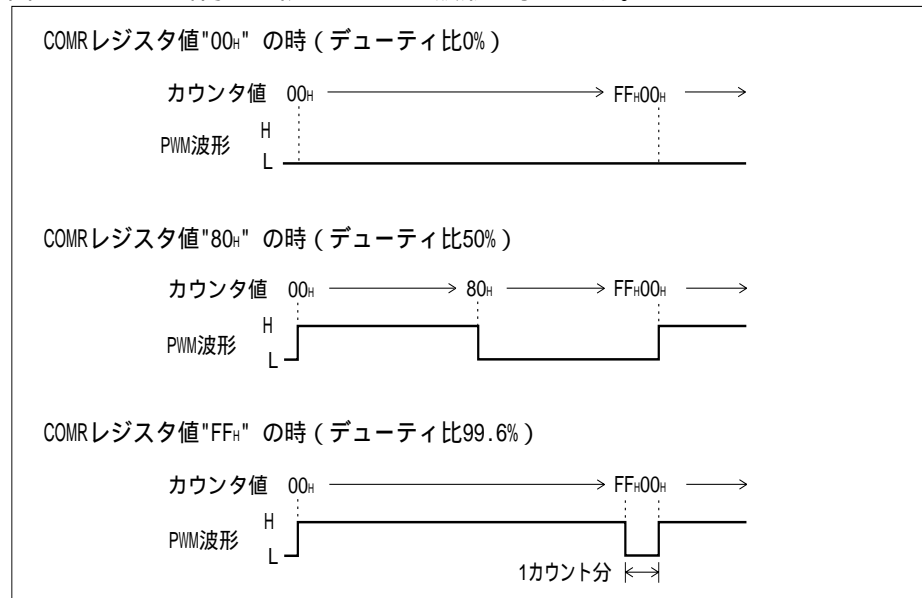 COMRレジスタ値"00H" の時 ( デューティ比0% )
カウンタ値 00H FFH00H
H
PWM波形
L
COMRレジスタ値"80H" の時 ( デューティ比50% )
カウンタ値 00H 80H FFH00H
H
PWM波形
L
COMRレジスタ値"FFH" の時 ( デューティ比99.6% )
カウンタ値 00H FFH00H
H
PWM波形
L
1カウント分